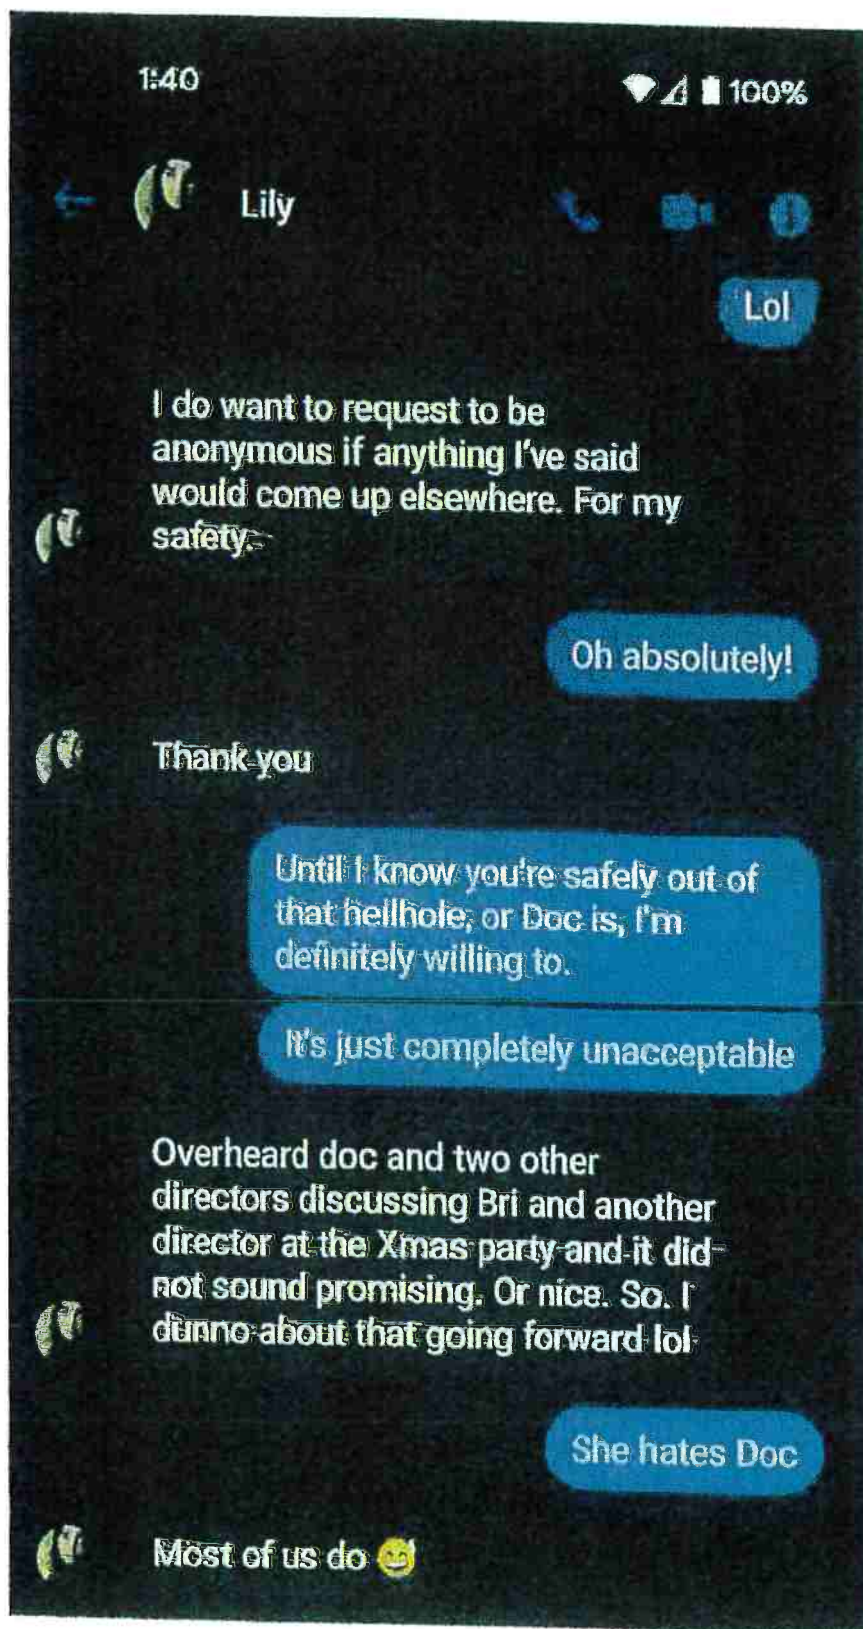 1:40
100%
Lily
Lol
I do want to request to be
anonymous if anything I've said
would come up elsewhere. For my
safety.
Oh absolutely!
Thank you
Until I know you're safely out of
that hellhole, or Doc is, I'm
definitely willing to.
It's just completely unacceptable
Overheard doc and two other
directors discussing Bri and another
director at the Xmas party and it did
not sound promising. Or nice. So. I
dunno about that going forward lol
She hates Doc
Most of us do 😅